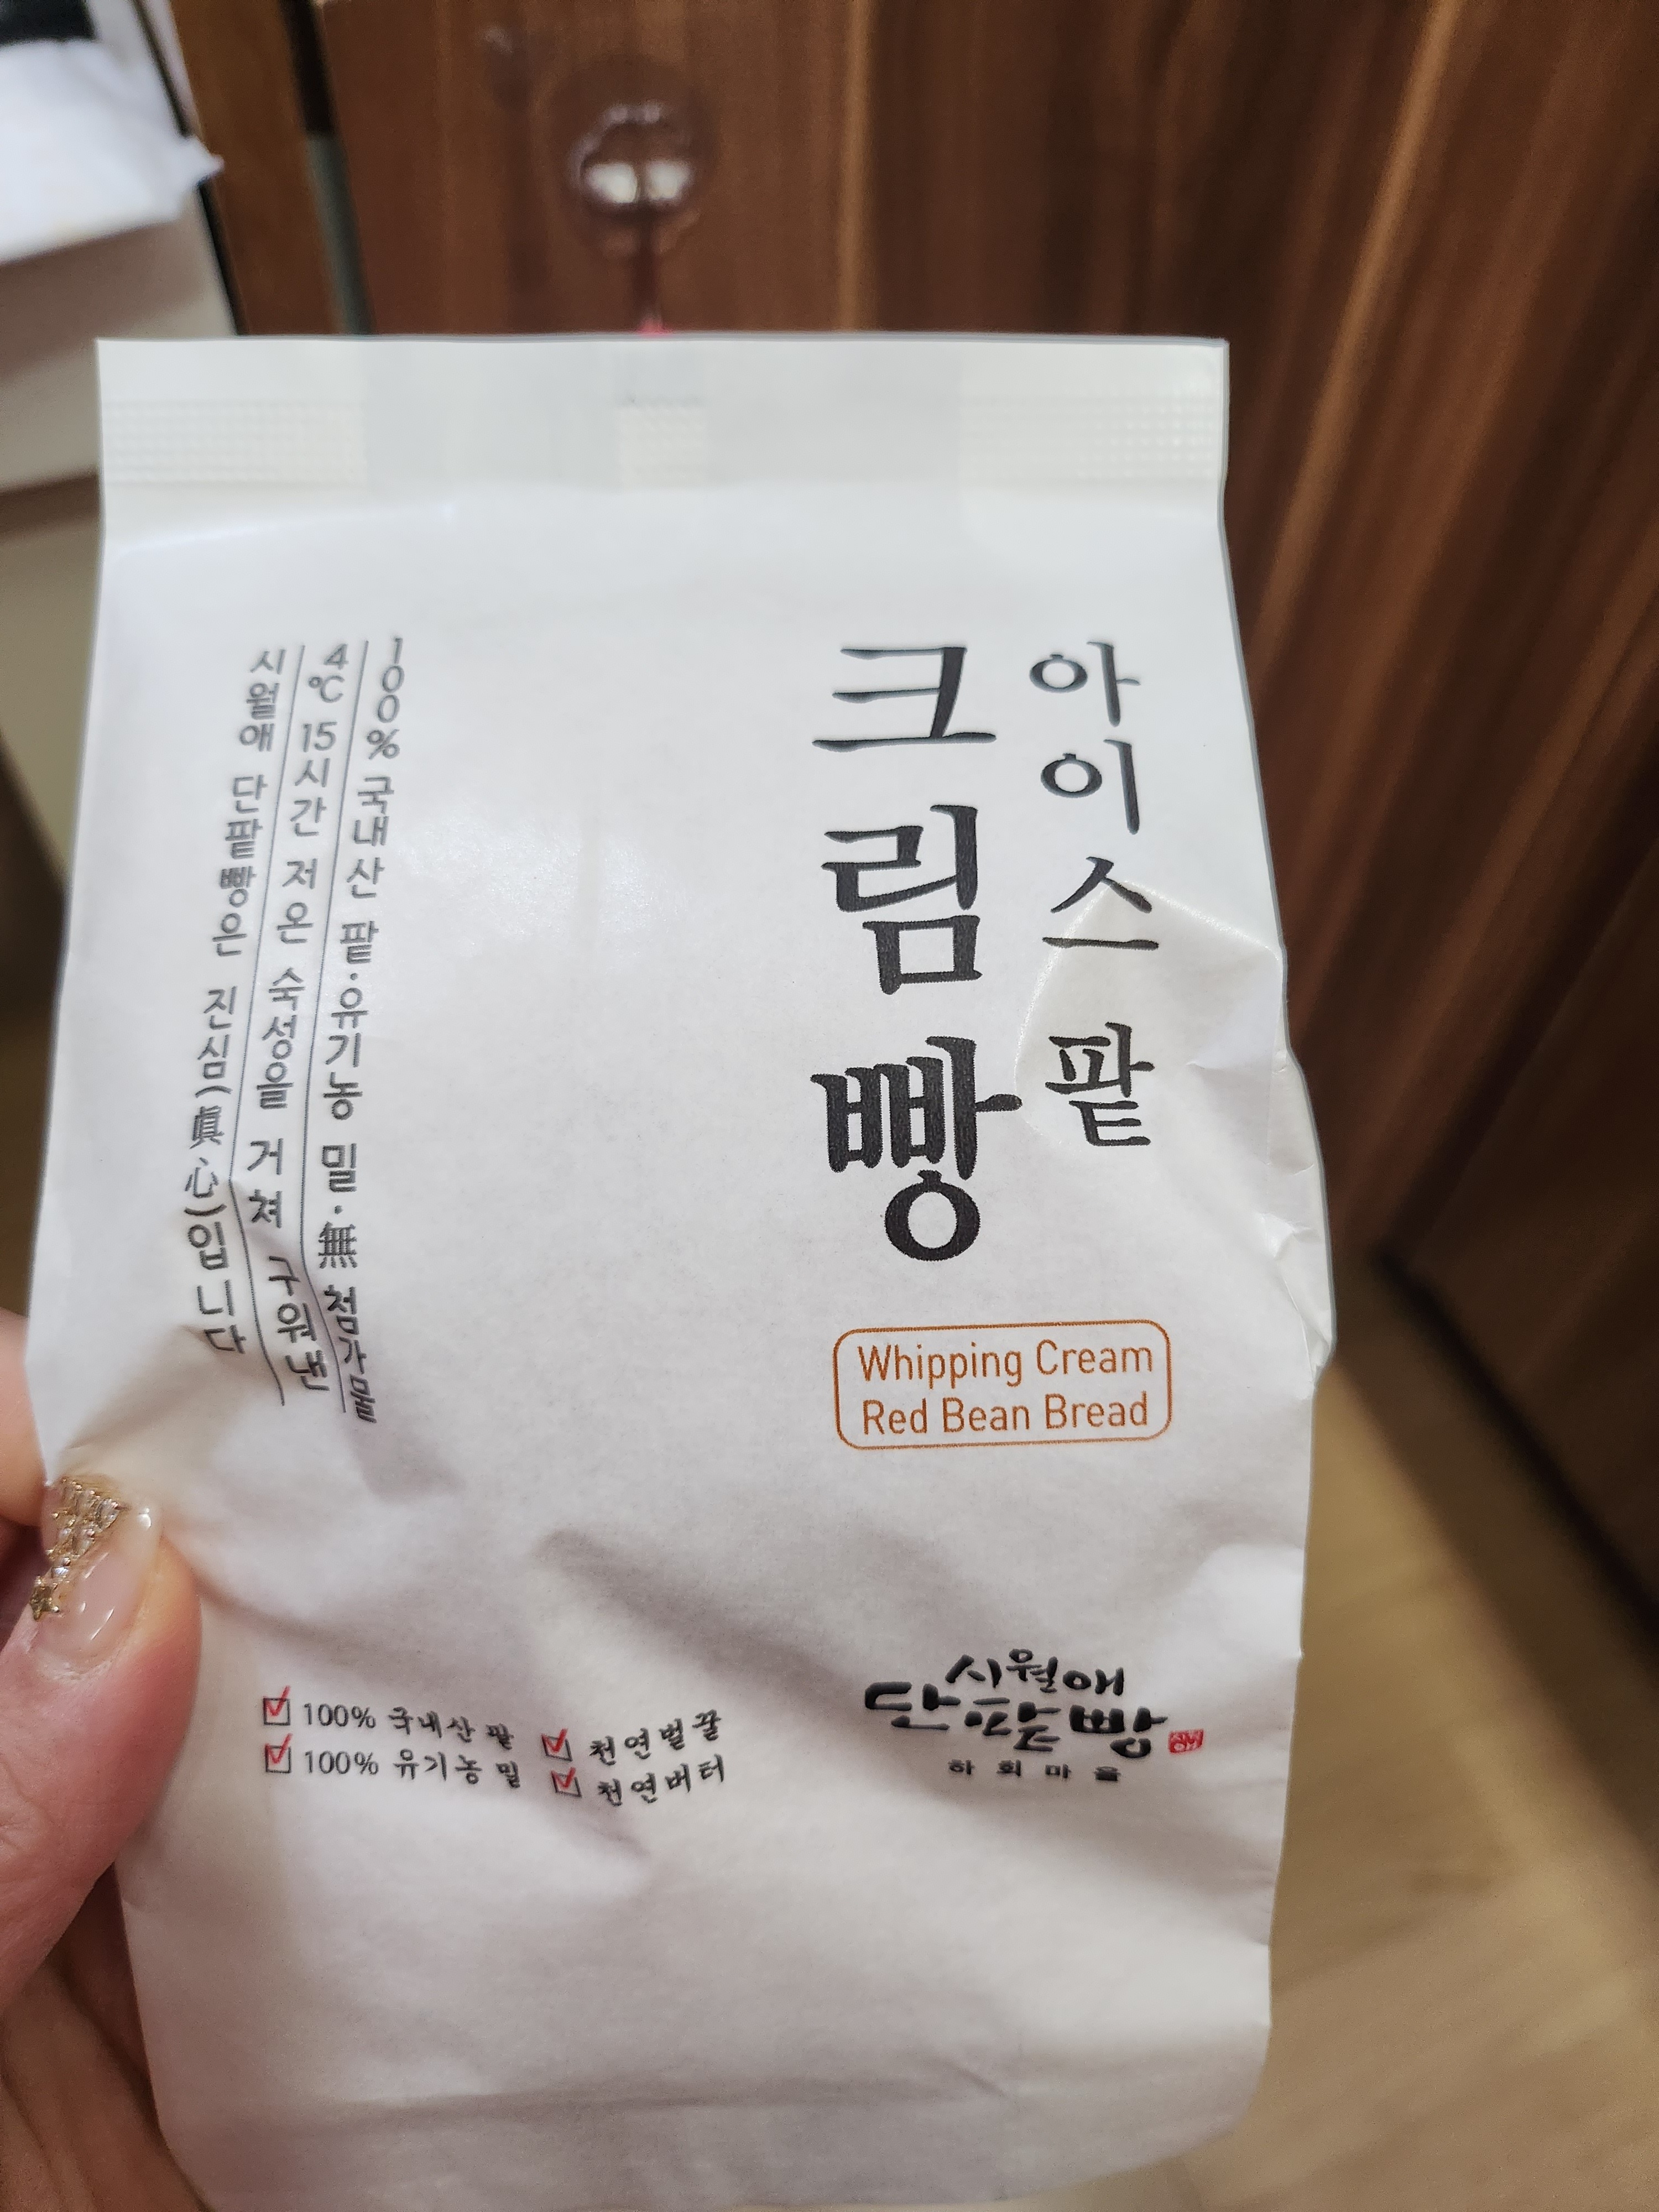 아이스 팥
크림빵
Whipping Cream
Red Bean Bread
100% 국내산 팥·유기농 밀·無 첨가물
4℃ 15시간 저온 숙성을 거쳐 구워낸
시월애 단팥빵은 진심(眞心)입니다
100% 국내산 팥
100% 유기농 밀
천연벌꿀
천연버터
시월애
단팥빵
하회마을